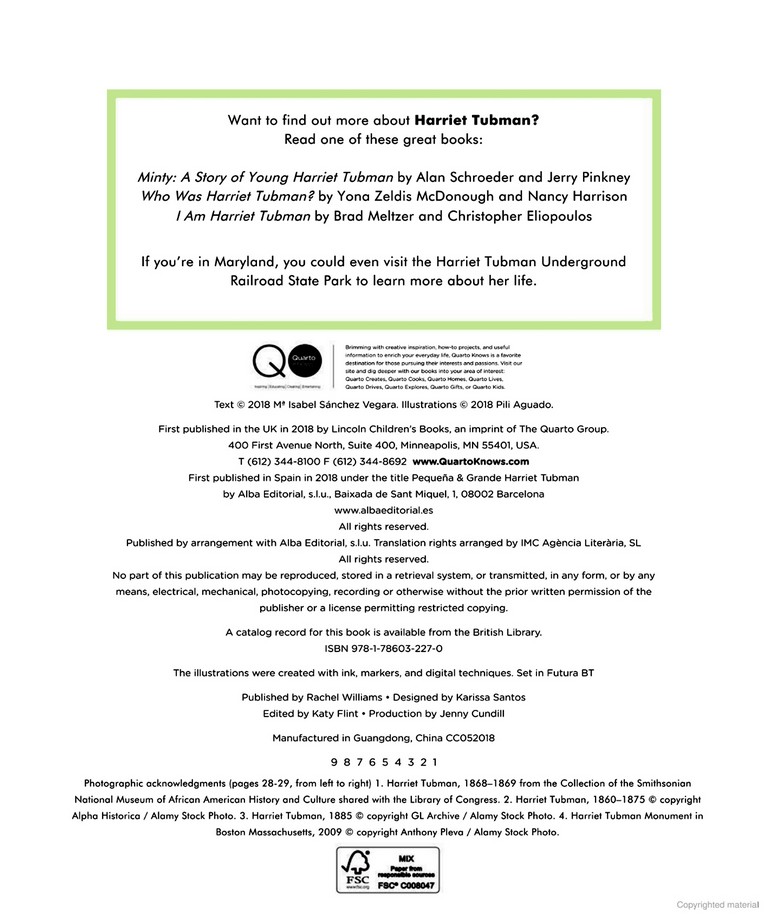 Want to find out more about Harriet Tubman?
Read one of these great books:
Minty: A Story of Young Harriet Tubman by Alan Schroeder and Jerry Pinkney
Who Was Harriet Tubman? by Yona Zeldis McDonough and Nancy Harrison
I Am Harriet Tubman by Brad Meltzer and Christopher Eliopoulos
If you're in Maryland, you could even visit the Harriet Tubman Underground
Railroad State Park to learn more about her life.
Quarto
Inspiring | Educating | Creating | Entertaining
Brimming with creative inspiration, how-to projects, and useful
information to enrich your everyday life, Quarto Knows is a favorite
destination for those pursuing their interests and passions. Visit our
site and dig deeper with our books into your area of interest:
Quarto Creates, Quarto Cooks, Quarto Homes, Quarto Lives,
Quarto Drives, Quarto Explores, Quarto Gifts, or Quarto Kids.
Text © 2018 Mª Isabel Sánchez Vegara. Illustrations © 2018 Pili Aguado.
First published in the UK in 2018 by Lincoln Children's Books, an imprint of The Quarto Group.
400 First Avenue North, Suite 400, Minneapolis, MN 55401, USA.
T (612) 344-8100 F (612) 344-8692 www.QuartoKnows.com
First published in Spain in 2018 under the title Pequeña & Grande Harriet Tubman
by Alba Editorial, s.l.u., Baixada de Sant Miquel, 1, 08002 Barcelona
www.albaeditorial.es
All rights reserved.
Published by arrangement with Alba Editorial, s.l.u. Translation rights arranged by IMC Agència Literària, SL
All rights reserved.
No part of this publication may be reproduced, stored in a retrieval system, or transmitted, in any form, or by any
means, electrical, mechanical, photocopying, recording or otherwise without the prior written permission of the
publisher or a license permitting restricted copying.
A catalog record for this book is available from the British Library.
ISBN 978-1-78603-227-0
The illustrations were created with ink, markers, and digital techniques. Set in Futura BT
Published by Rachel Williams • Designed by Karissa Santos
Edited by Katy Flint • Production by Jenny Cundill
Manufactured in Guangdong, China CC052018
9 8 7 6 5 4 3 2 1
Photographic acknowledgments (pages 28-29, from left to right) 1. Harriet Tubman, 1868–1869 from the Collection of the Smithsonian
National Museum of African American History and Culture shared with the Library of Congress. 2. Harriet Tubman, 1860–1875 © copyright
Alpha Historica / Alamy Stock Photo. 3. Harriet Tubman, 1885 © copyright GL Archive / Alamy Stock Photo. 4. Harriet Tubman Monument in
Boston Massachusetts, 2009 © copyright Anthony Pleva / Alamy Stock Photo.
FSC
www.fsc.org
MIX
Paper from
responsible sources
FSC® C008047
Copyrighted material